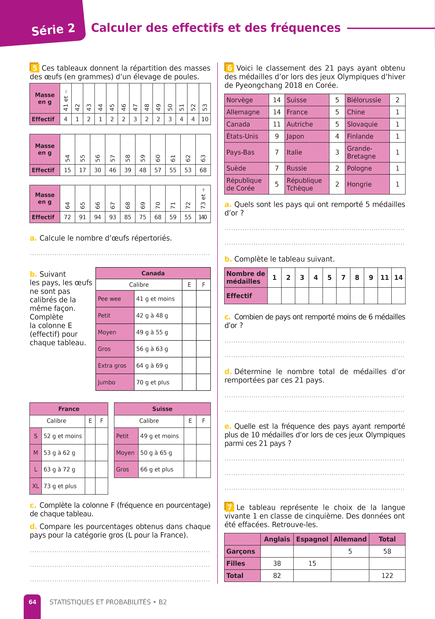 Série 2 Calculer des effectifs et des fréquences
5 Ces tableaux donnent la répartition des masses
des œufs (en grammes) d'un élevage de poules.
Masse en g 41 et - 42 43 44 45 46 47 48 49 50 51 52 53
Effectif 4 1 2 1 2 2 3 2 2 3 4 4 10
Masse en g 54 55 56 57 58 59 60 61 62 63
Effectif 15 17 30 46 39 48 57 55 53 68
Masse en g 64 65 66 67 68 69 70 71 72 73 et +
Effectif 72 91 94 93 85 75 68 59 55 140
a. Calcule le nombre d'œufs répertoriés.
b. Suivant
les pays, les œufs
ne sont pas
calibrés de la
même façon.
Complète
la colonne E
(effectif) pour
chaque tableau.
Canada
Calibre E F
Pee wee 41 g et moins
Petit 42 g à 48 g
Moyen 49 g à 55 g
Gros 56 g à 63 g
Extra gros 64 g à 69 g
Jumbo 70 g et plus
France
Calibre E F
S 52 g et moins
M 53 g à 62 g
L 63 g à 72 g
XL 73 g et plus
Suisse
Calibre E F
Petit 49 g et moins
Moyen 50 g à 65 g
Gros 66 g et plus
c. Complète la colonne F (fréquence en pourcentage)
de chaque tableau.
d. Compare les pourcentages obtenus dans chaque
pays pour la catégorie gros (L pour la France).
6 Voici le classement des 21 pays ayant obtenu
des médailles d'or lors des jeux Olympiques d'hiver
de Pyeongchang 2018 en Corée.
Norvège 14 Suisse 5 Biélorussie 2
Allemagne 14 France 5 Chine 1
Canada 11 Autriche 5 Slovaquie 1
États-Unis 9 Japon 4 Finlande 1
Pays-Bas 7 Italie 3 Grande-Bretagne 1
Suède 7 Russie 2 Pologne 1
République de Corée 5 République Tchèque 2 Hongrie 1
a. Quels sont les pays qui ont remporté 5 médailles
d'or ?
b. Complète le tableau suivant.
Nombre de médailles 1 2 3 4 5 7 8 9 11 14
Effectif
c. Combien de pays ont remporté moins de 6 médailles
d'or ?
d. Détermine le nombre total de médailles d'or
remportées par ces 21 pays.
e. Quelle est la fréquence des pays ayant remporté
plus de 10 médailles d'or lors de ces jeux Olympiques
parmi ces 21 pays ?
7 Le tableau représente le choix de la langue
vivante 1 en classe de cinquième. Des données ont
été effacées. Retrouve-les.
Anglais Espagnol Allemand Total
Garçons 5 58
Filles 38 15
Total 82 122
64 STATISTIQUES ET PROBABILITÉS • B2